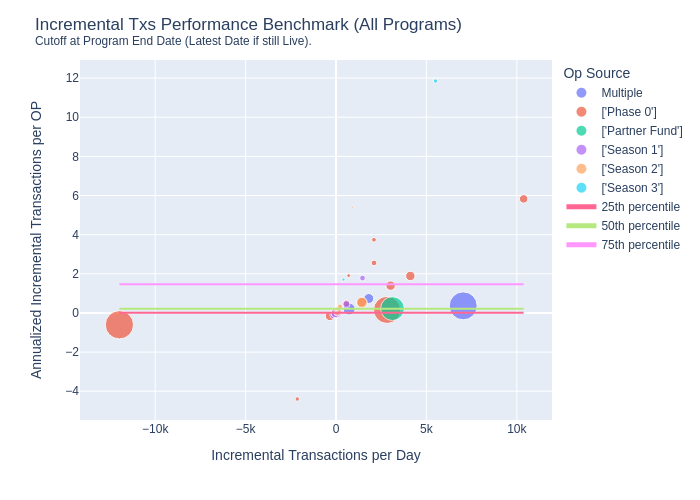 Incremental Txs Performance Benchmark (All Programs)
Cutoff at Program End Date (Latest Date if still Live).
Annualized Incremental Transactions per OP
12
10
8
6
4
2
0
−2
−4
−10k
−5k
0
5k
10k
Incremental Transactions per Day
Op Source
Multiple
['Phase 0']
['Partner Fund']
['Season 1']
['Season 2']
['Season 3']
25th percentile
50th percentile
75th percentile